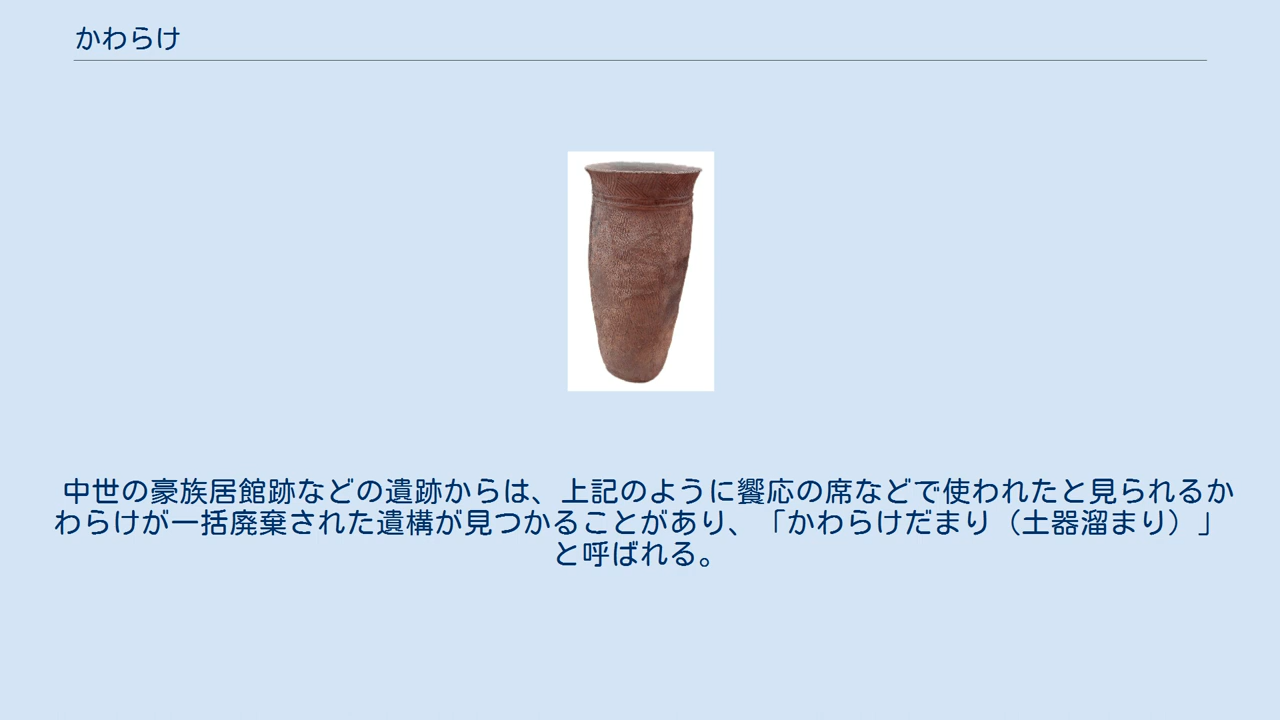 かわらけ
中世の豪族居館跡などの遺跡からは、上記のように饗応の席などで使われたと見られるか
わらけが一括廃棄された遺構が見つかることがあり、「かわらけだまり（土器溜まり）」
と呼ばれる。